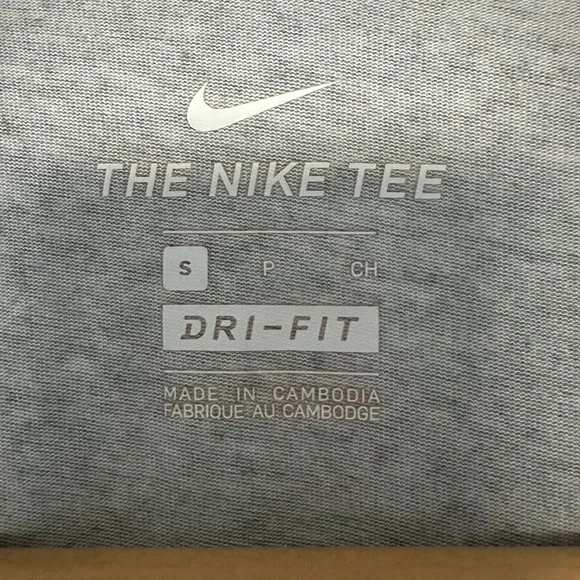 THE NIKE TEE
S P CH
DRI-FIT
MADE IN CAMBODIA
FABRIQUE AU CAMBODGE